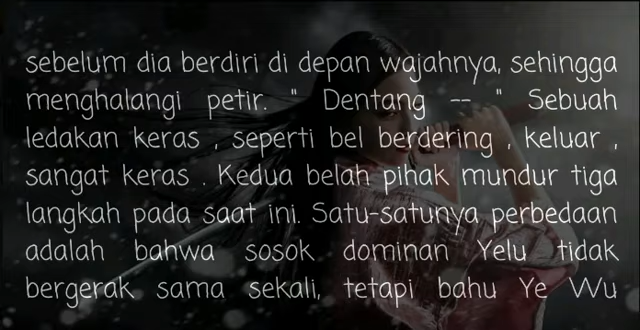 sebelum dia berdiri di depan wajahnya, sehingga
menghalangi petir. " Dentang -- " Sebuah
ledakan keras , seperti bel berdering , keluar ,
sangat keras . Kedua belah pihak mundur tiga
langkah pada saat ini. Satu-satunya perbedaan
adalah bahwa sosok dominan Yelu tidak
bergerak sama sekali, tetapi bahu Ye Wu